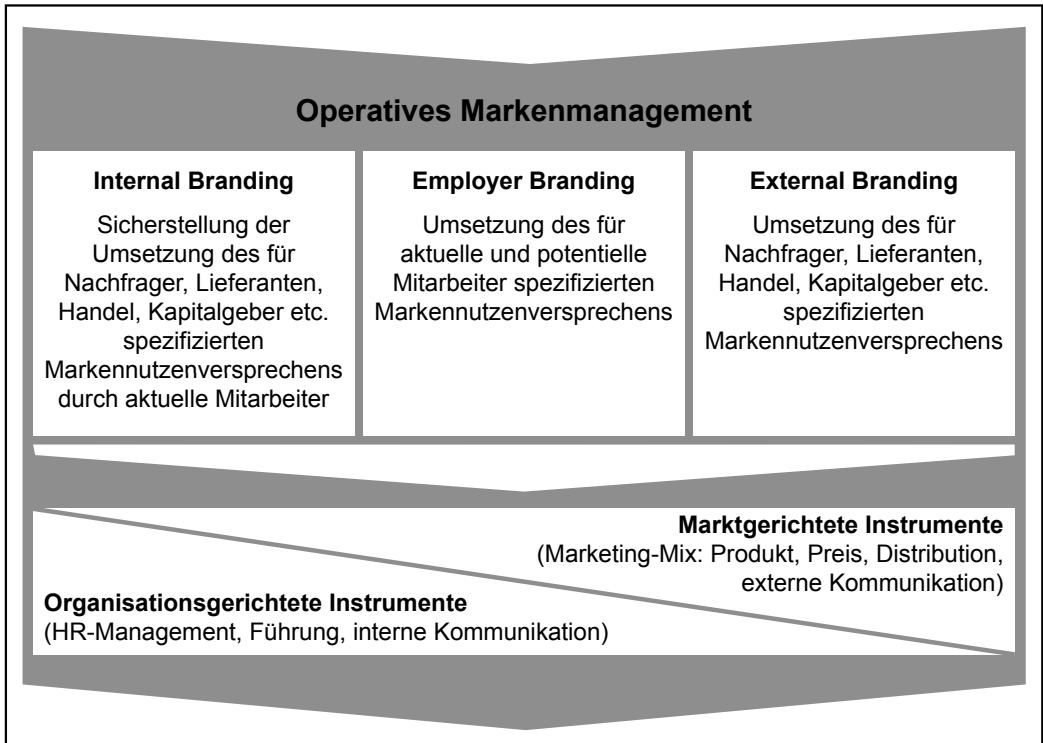 Operatives Markenmanagement
Internal Branding
Sicherstellung der
Umsetzung des für
Nachfrager, Lieferanten,
Handel, Kapitalgeber etc.
spezifizierten
Markennutzenversprechens
durch aktuelle Mitarbeiter
Employer Branding
Umsetzung des für
aktuelle und potentielle
Mitarbeiter spezifizierten
Markennutzenversprechens
External Branding
Umsetzung des für
Nachfrager, Lieferanten,
Handel, Kapitalgeber etc.
spezifizierten
Markennutzenversprechens
Marktgerichtete Instrumente
(Marketing-Mix: Produkt, Preis, Distribution,
externe Kommunikation)
Organisationsgerichtete Instrumente
(HR-Management, Führung, interne Kommunikation)